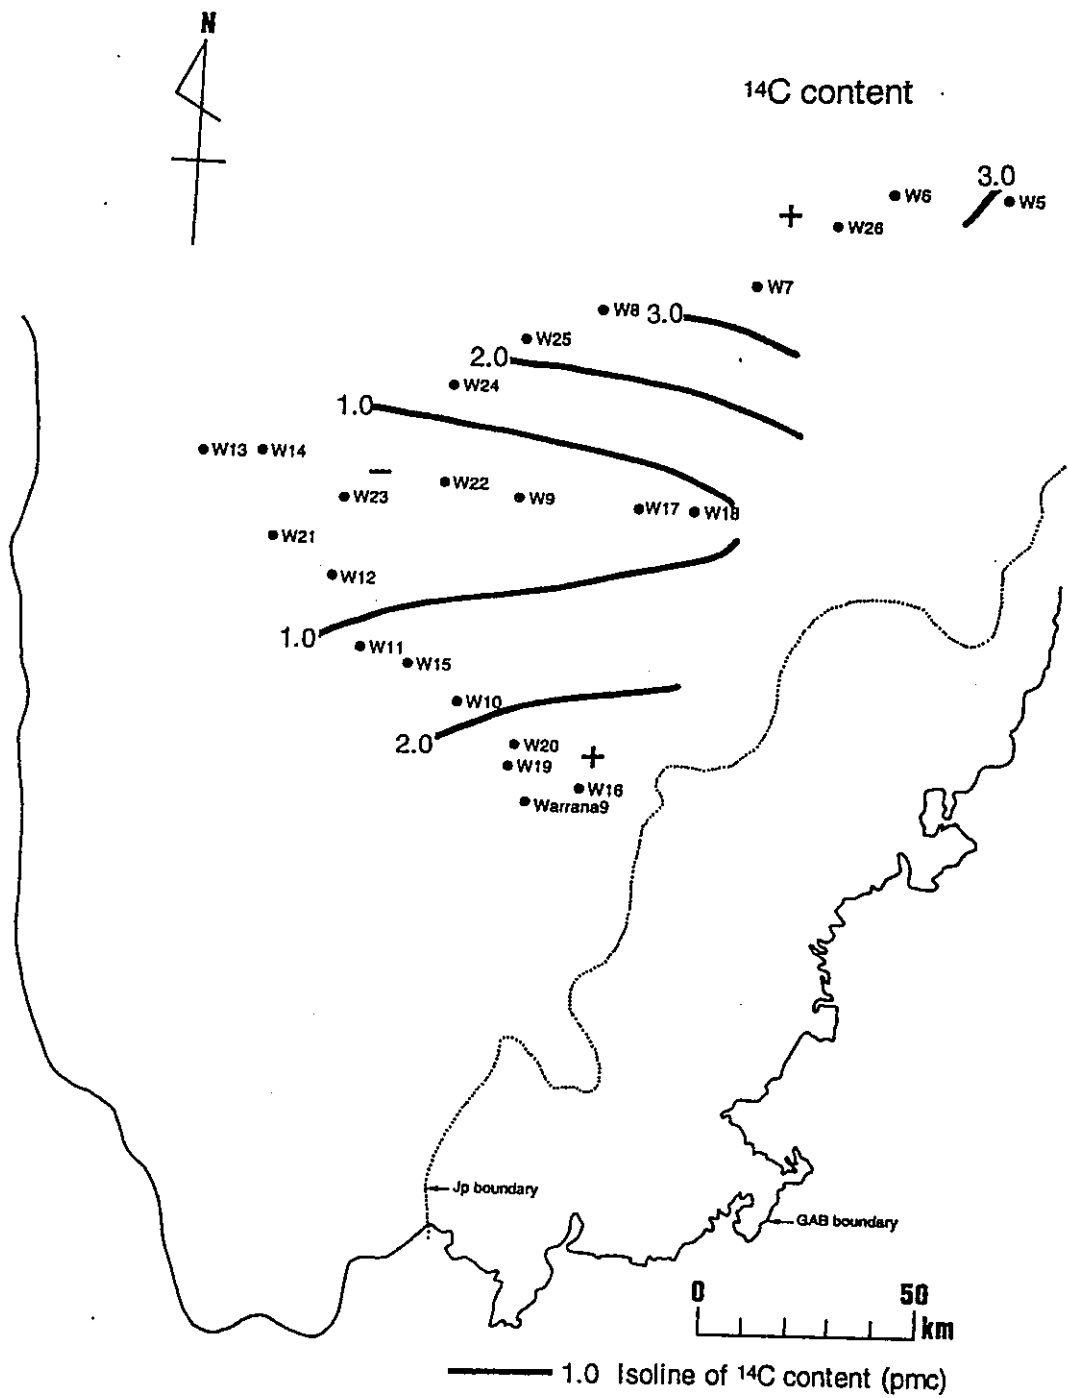 N
¹⁴C content
3.0
W6
W5
+
W26
W7
W8
3.0
W25
2.0
W24
1.0
W13
W14
−
W22
W23
W9
W17
W18
W21
W12
1.0
W11
W15
W10
2.0
W20
+
W19
W16
Warrana9
Jp boundary
GAB boundary
0 50
km
1.0 Isoline of ¹⁴C content (pmc)